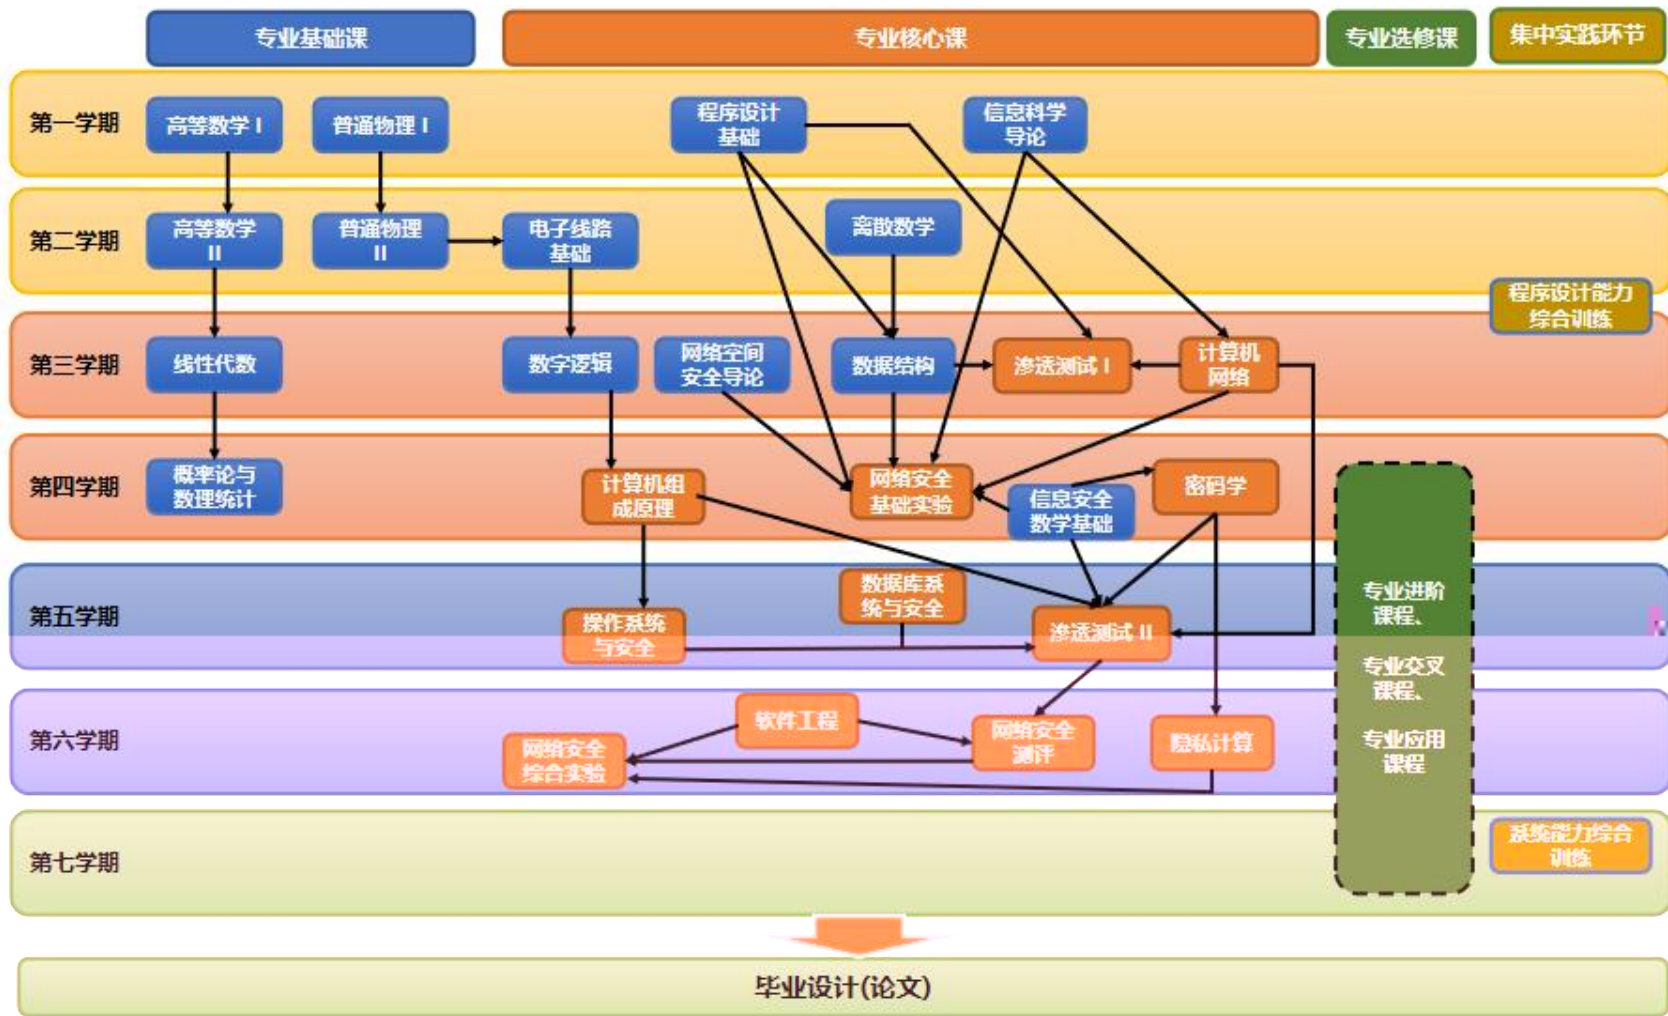 专业基础课
专业核心课
专业选修课
集中实践环节
第一学期
高等数学 I
普通物理 I
程序设计
基础
信息科学
导论
第二学期
高等数学
II
普通物理
II
电子线路
基础
离散数学
程序设计能力
综合训练
第三学期
线性代数
数字逻辑
网络空间
安全导论
数据结构
渗透测试 I
计算机
网络
第四学期
概率论与
数理统计
计算机组
成原理
网络安全
基础实验
信息安全
数学基础
密码学
第五学期
操作系统
与安全
数据库系
统与安全
渗透测试 II
专业进阶
课程、
专业交叉
课程、
专业应用
课程
第六学期
网络安全
综合实验
软件工程
网络安全
测评
隐私计算
第七学期
系统能力综合
训练
毕业设计(论文)